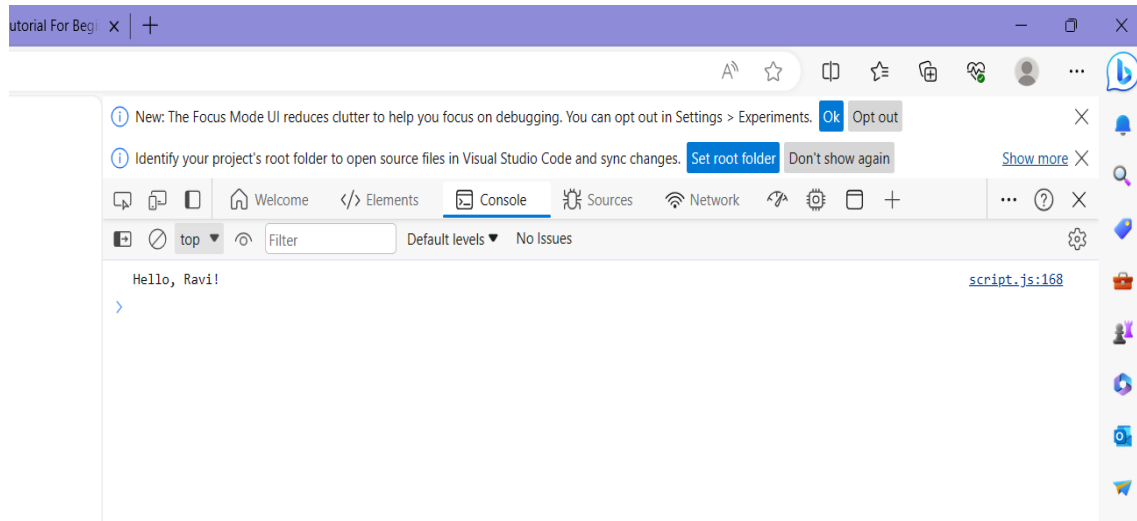 utorial For Begi
New: The Focus Mode UI reduces clutter to help you focus on debugging. You can opt out in Settings > Experiments. Ok Opt out
Identify your project's root folder to open source files in Visual Studio Code and sync changes. Set root folder Don't show again Show more
Welcome </> Elements Console Sources Network
top Filter Default levels No Issues
Hello, Ravi! script.js:168